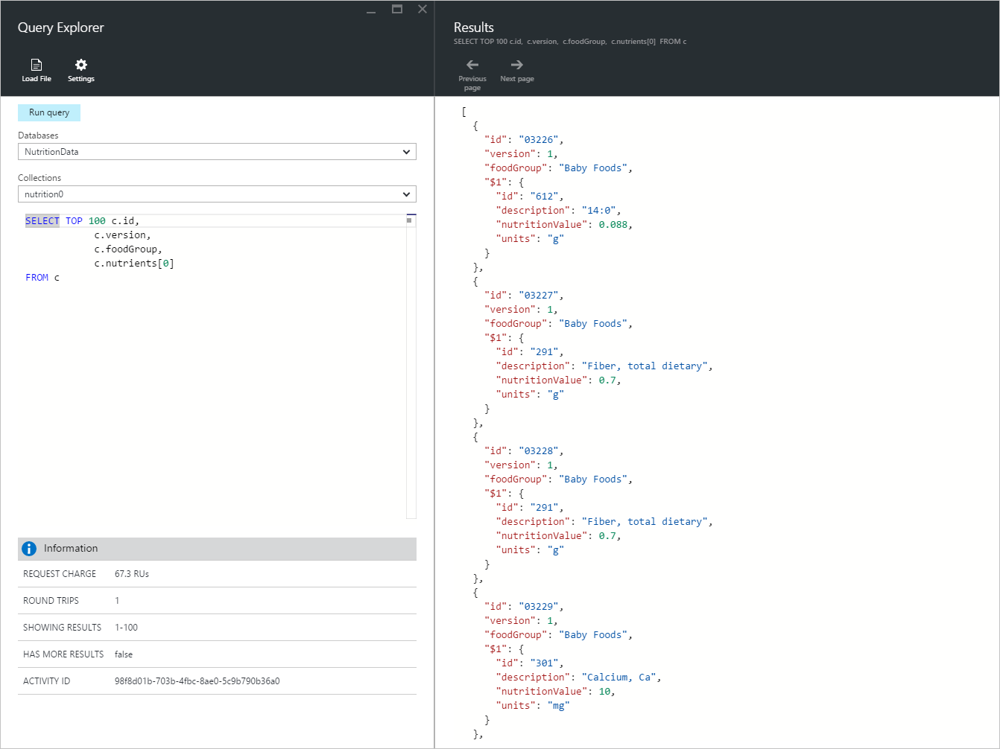 Query Explorer
Load File
Settings
Run query
Databases
NutritionData
Collections
nutrition0
SELECT TOP 100 c.id,
c.version,
c.foodGroup,
c.nutrients[0]
FROM c
Information
REQUEST CHARGE 67.3 RUs
ROUND TRIPS 1
SHOWING RESULTS 1-100
HAS MORE RESULTS false
ACTIVITY ID 98f8d01b-703b-4fbc-8ae0-5c9b790b36a0
Results
SELECT TOP 100 c.id, c.version, c.foodGroup, c.nutrients[0] FROM c
Previous page
Next page
[
{
"id": "03226",
"version": 1,
"foodGroup": "Baby Foods",
"$1": {
"id": "612",
"description": "14:0",
"nutritionValue": 0.088,
"units": "g"
}
},
{
"id": "03227",
"version": 1,
"foodGroup": "Baby Foods",
"$1": {
"id": "291",
"description": "Fiber, total dietary",
"nutritionValue": 0.7,
"units": "g"
}
},
{
"id": "03228",
"version": 1,
"foodGroup": "Baby Foods",
"$1": {
"id": "291",
"description": "Fiber, total dietary",
"nutritionValue": 0.7,
"units": "g"
}
},
{
"id": "03229",
"version": 1,
"foodGroup": "Baby Foods",
"$1": {
"id": "301",
"description": "Calcium, Ca",
"nutritionValue": 10,
"units": "mg"
}
},